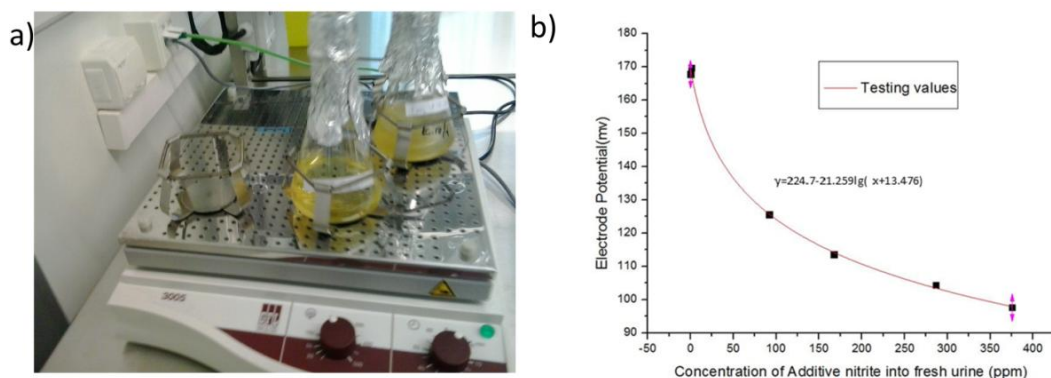 a)
3005
b)
170
160
150
140
130
120
110
100
90
Electrode Potential(mv)
Testing values
y=224.7-21.259lg( x+13.476)
-50 0 50 100 150 200 250 300 350 400
Concentration of Additive nitrite into fresh urine (ppm)